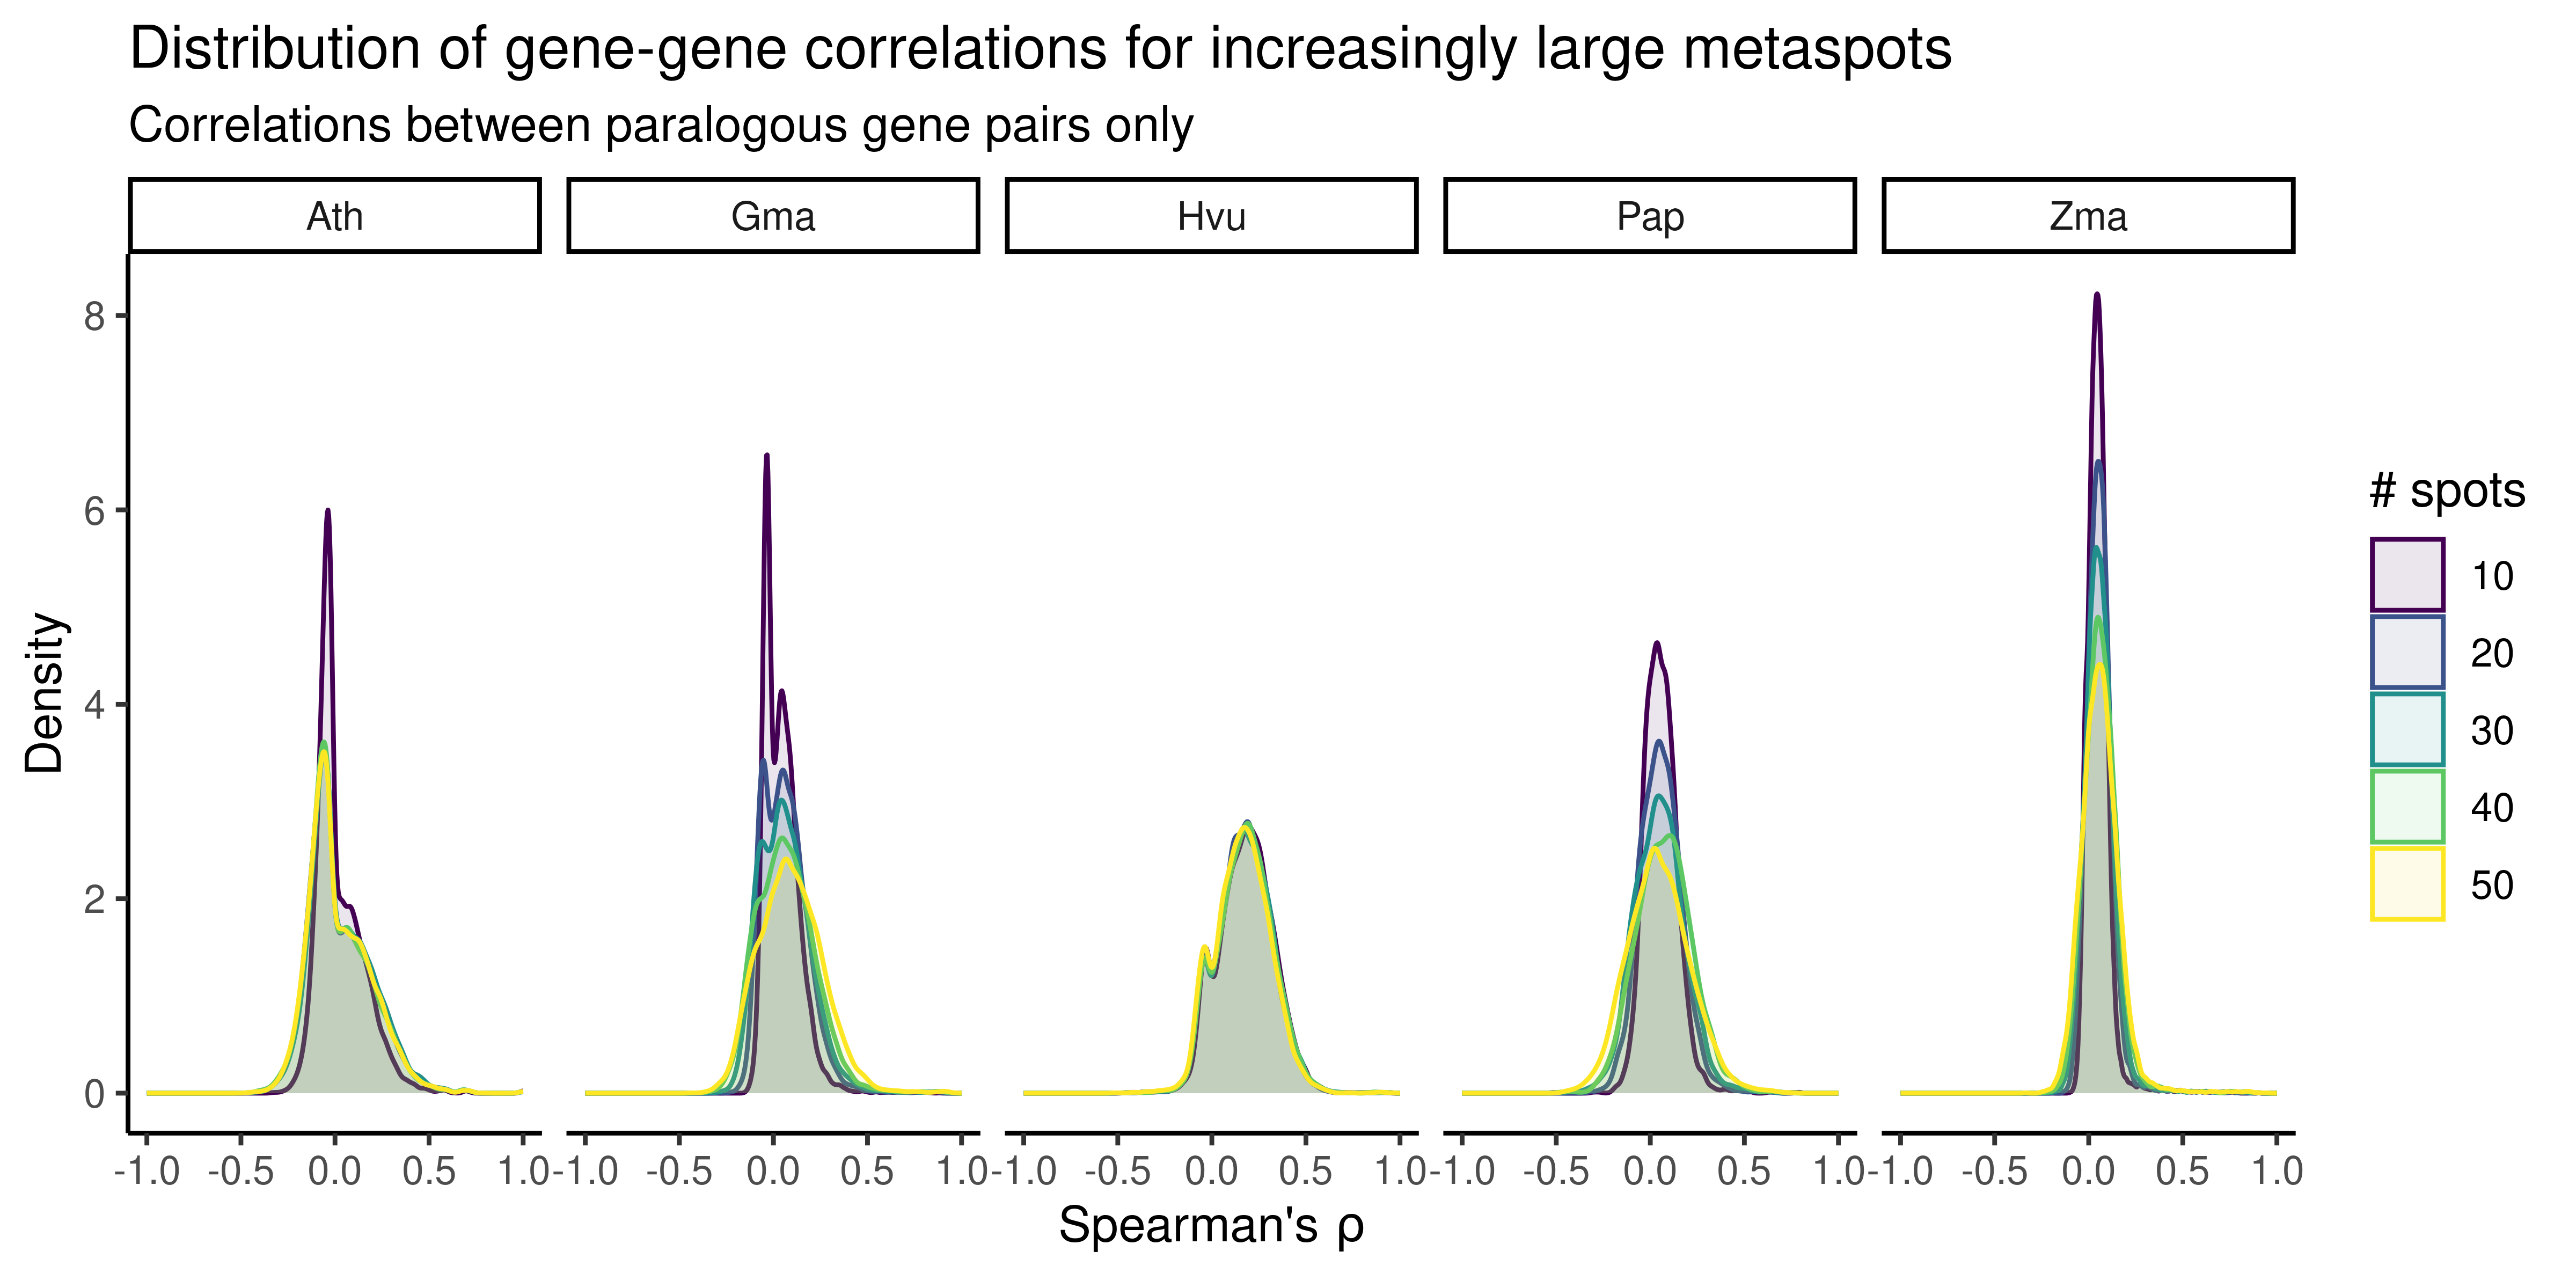 Distribution of gene-gene correlations for increasingly large metaspots
Correlations between paralogous gene pairs only
Ath Gma Hvu Pap Zma
8
6
4
2
0
Density
-1.0 -0.5 0.0 0.5 1.0 -1.0 -0.5 0.0 0.5 1.0 -1.0 -0.5 0.0 0.5 1.0 -1.0 -0.5 0.0 0.5 1.0 -1.0 -0.5 0.0 0.5 1.0
Spearman's ρ
# spots
10
20
30
40
50